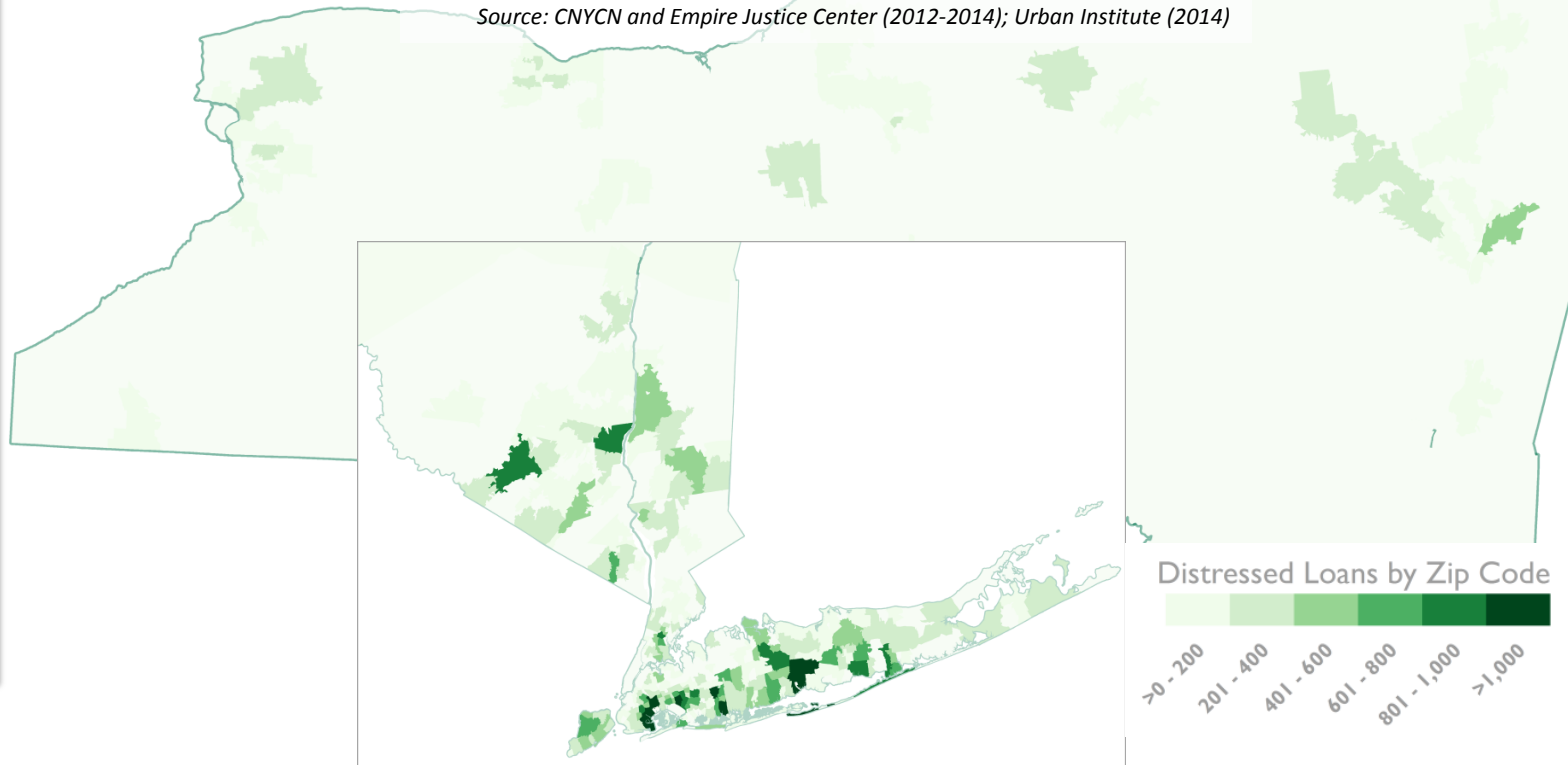 Source: CNYCN and Empire Justice Center (2012-2014); Urban Institute (2014)
Distressed Loans by Zip Code
>0 - 200
201 - 400
401 - 600
601 - 800
801 - 1,000
>1,000